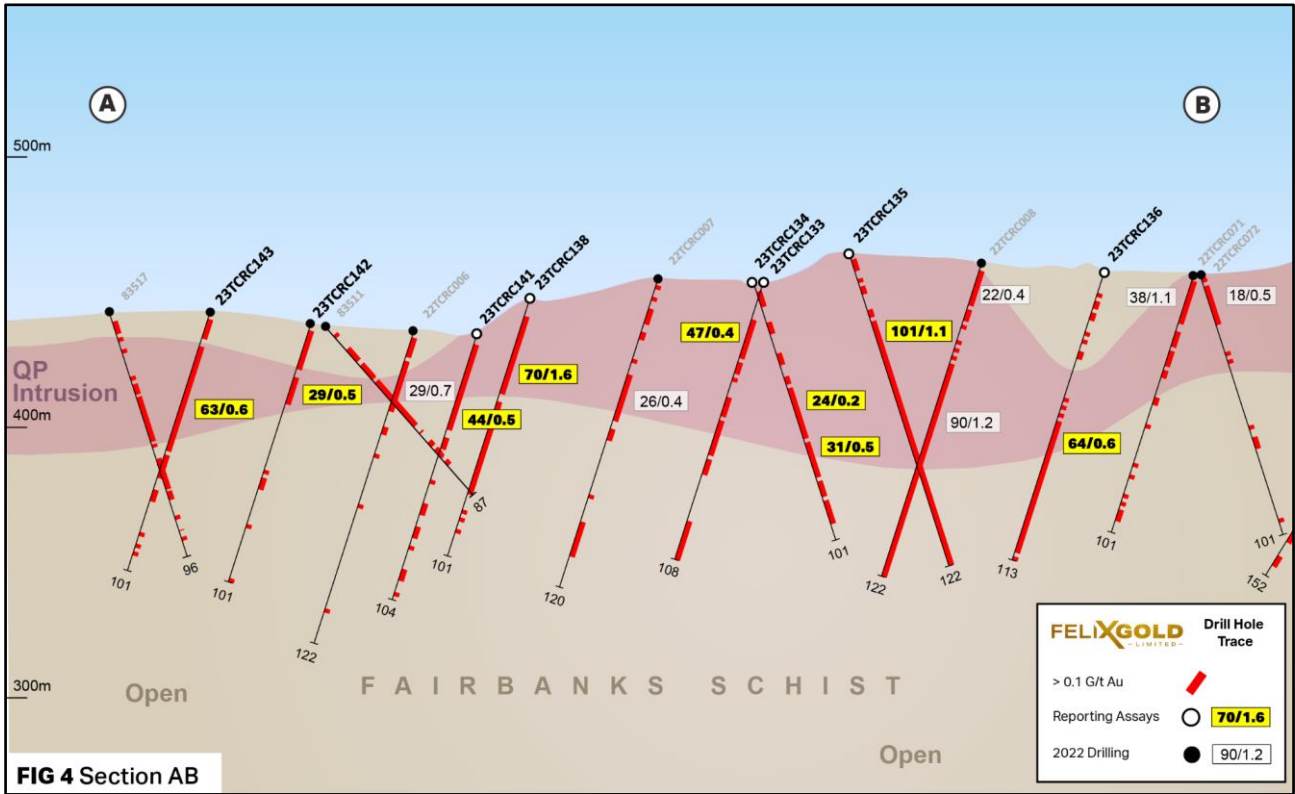 A
B
500m
400m
300m
83517
23TCRC143
23TCRC142
83511
22TCRC006
23TCRC141
23TCRC138
22TCRC007
23TCRC134
23TCRC133
23TCRC135
22TCRC008
23TCRC136
22TCRC071
22TCRC072
QP
Intrusion
63/0.6
29/0.5
29/0.7
44/0.5
70/1.6
26/0.4
47/0.4
24/0.2
31/0.5
101/1.1
22/0.4
90/1.2
64/0.6
38/1.1
18/0.5
101
96
101
122
104
101
87
120
108
101
122
122
113
101
101
152
Open
FAIRBANKS SCHIST
Open
FELIXGOLD
LIMITED
Drill Hole
Trace
> 0.1 G/t Au
Reporting Assays
70/1.6
2022 Drilling
90/1.2
FIG 4 Section AB